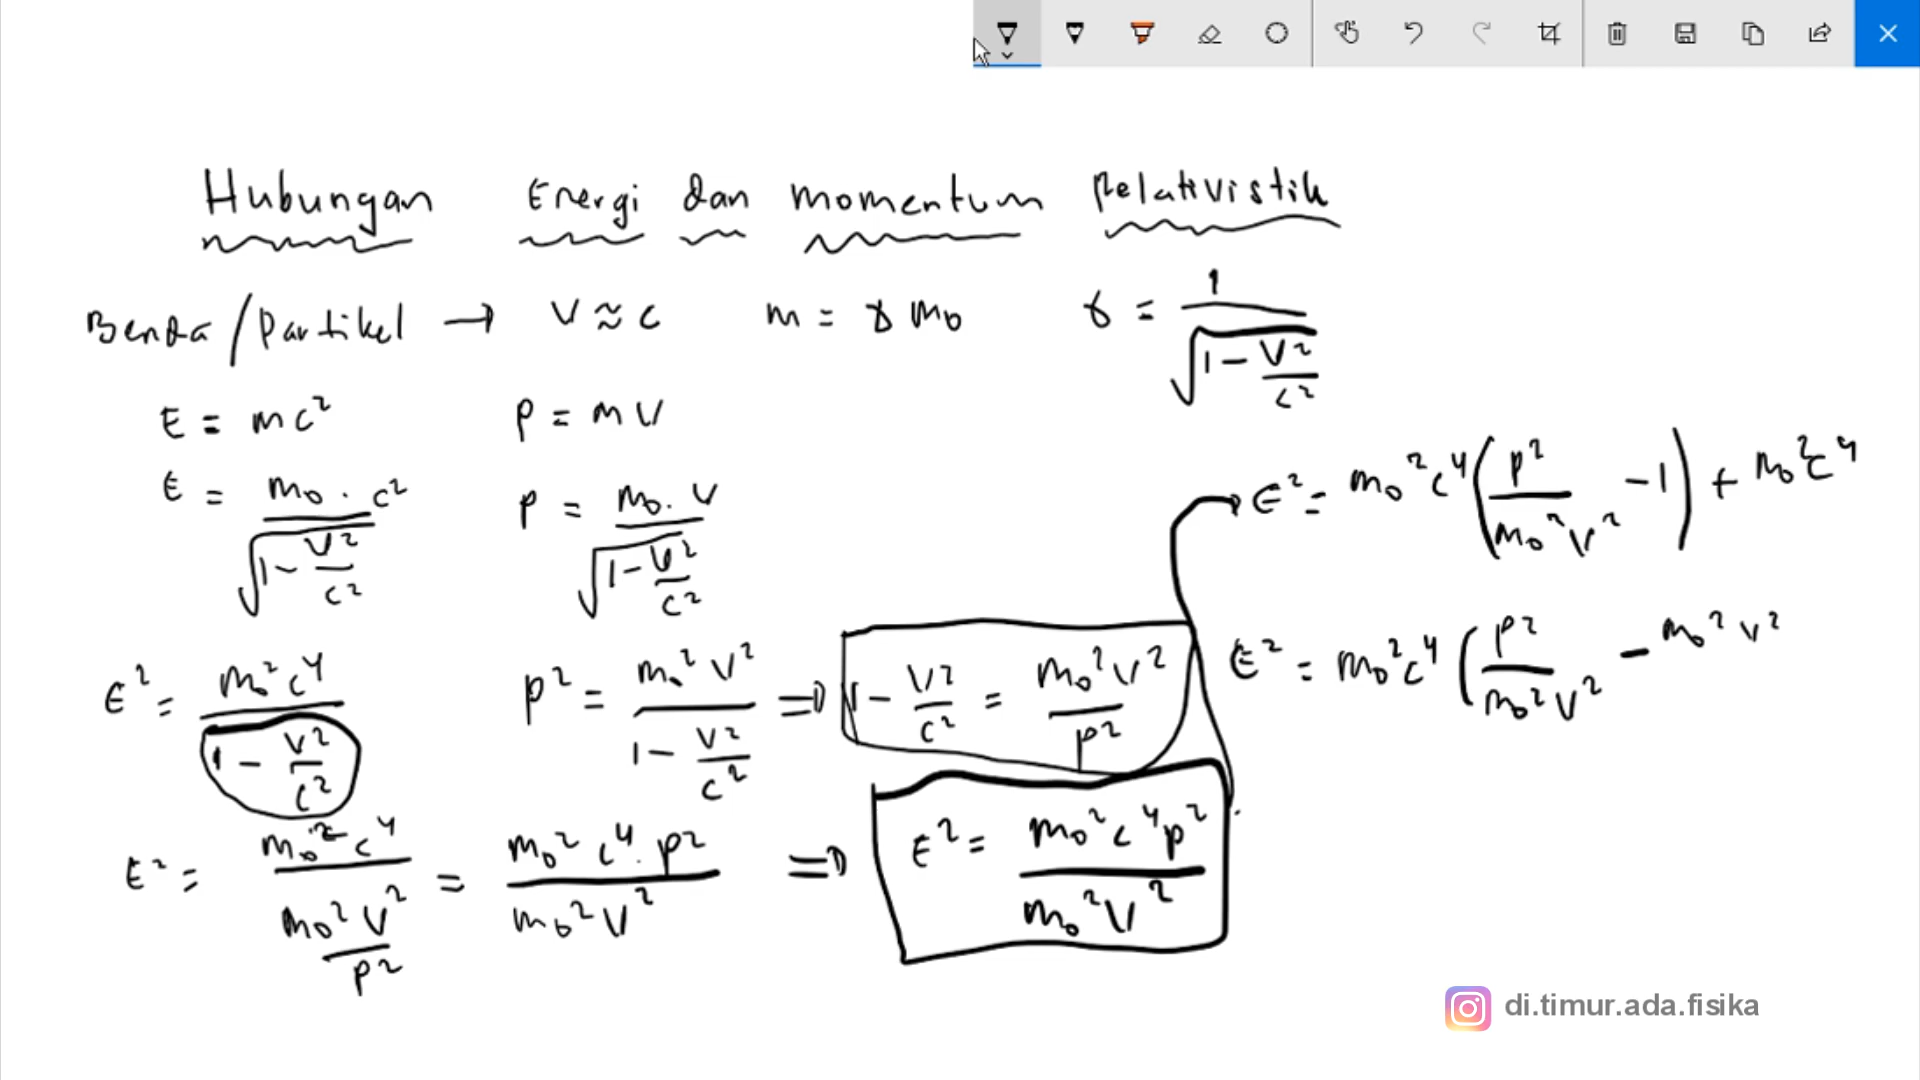 Hubungan Energi dan momentum Relativistik
Benda/Partikel → v ≈ c m = γ m₀ γ = 1/√(1 - v²/c²)
E = mc² p = mv
E = m₀ . c²/√(1 - v²/c²) p = m₀. v/√(1 - v²/c²)
E² = m₀²c⁴/(1 - v²/c²) p² = m₀²v²/(1 - v²/c²) ⇒ 1 - v²/c² = m₀²v²/p²
E² = m₀²c⁴/(m₀²v²/p²) = m₀²c⁴.p²/m₀²v² ⇒ E² = m₀²c⁴p²/m₀²v²
E² = m₀²c⁴(p²/m₀²v² - 1) + m₀²c⁴
E² = m₀²c⁴(p²/m₀²v² - m₀²v²
di.timur.ada.fisika